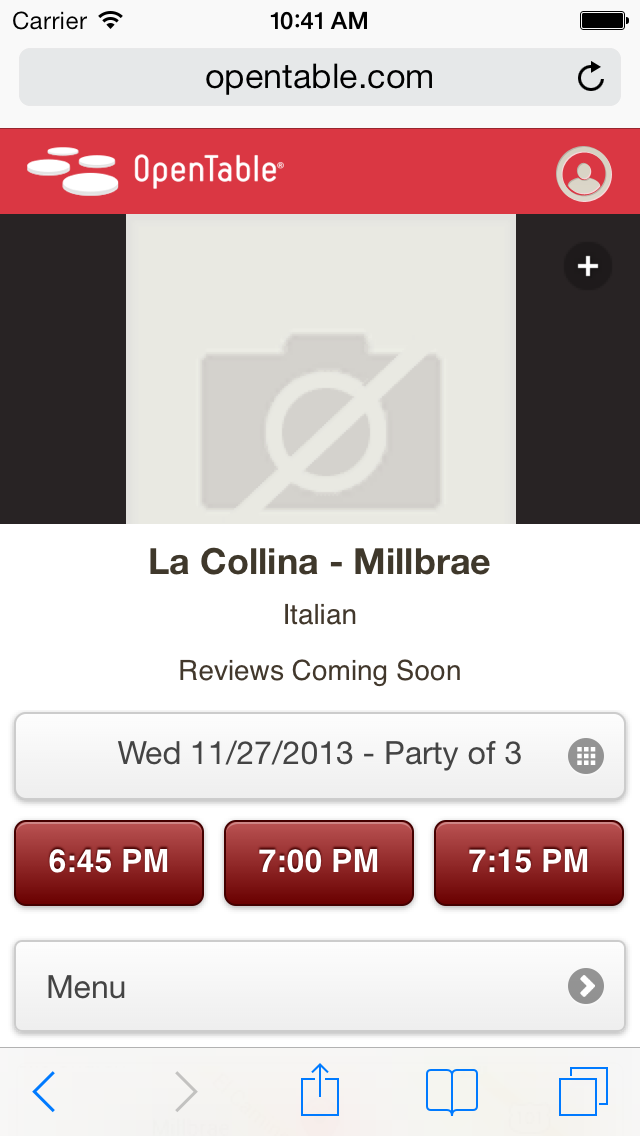 Carrier 10:41 AM
opentable.com
OpenTable®
La Collina - Millbrae
Italian
Reviews Coming Soon
Wed 11/27/2013 - Party of 3
6:45 PM 7:00 PM 7:15 PM
Menu